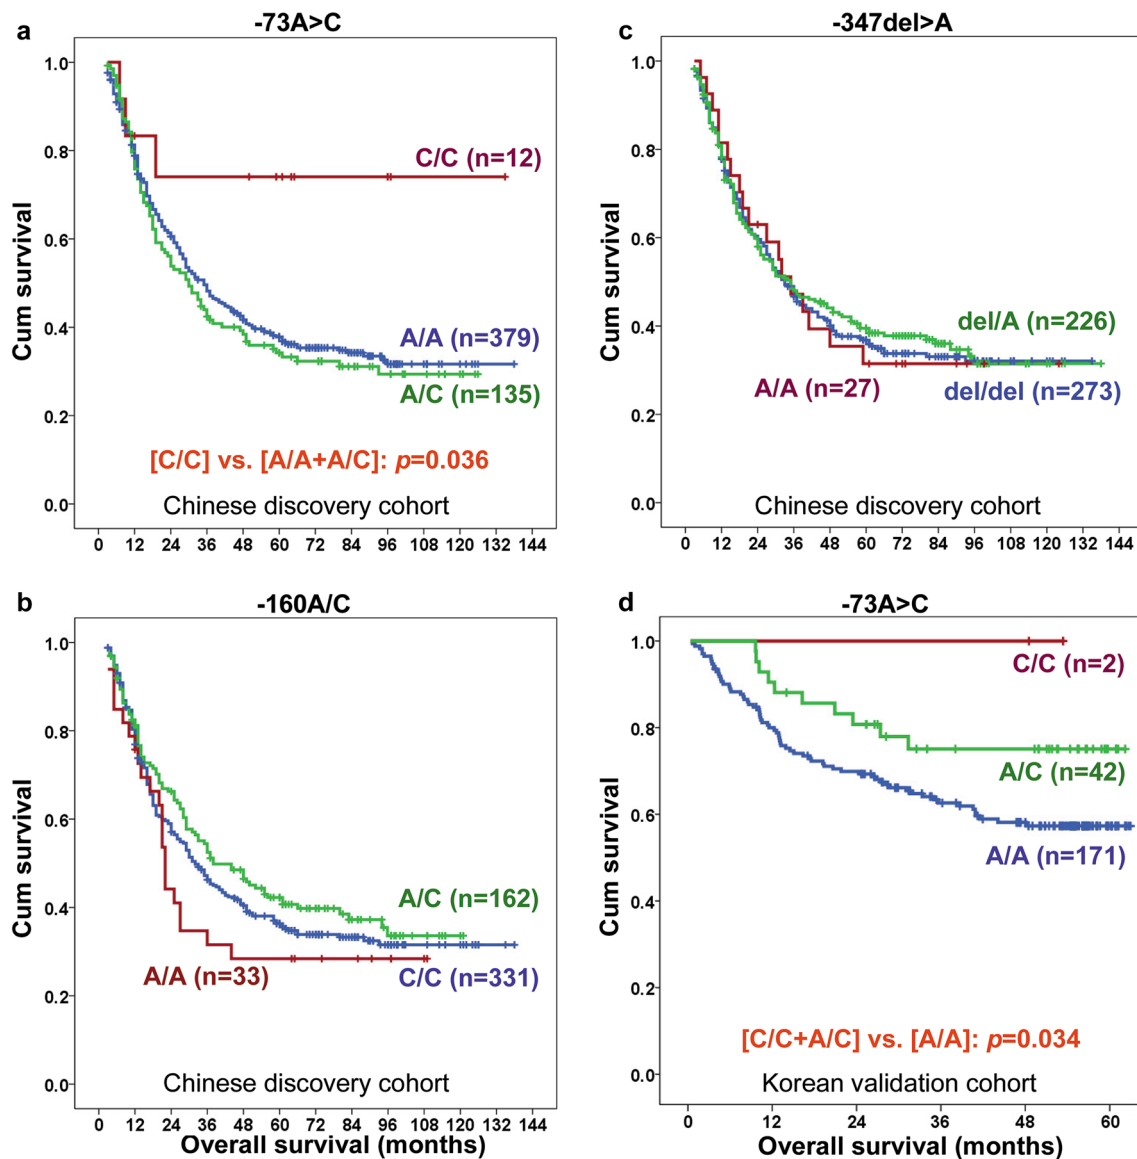 a
-73A>C
Cum survival
1.0
0.8
0.6
0.4
0.2
0.0
C/C (n=12)
A/A (n=379)
A/C (n=135)
[C/C] vs. [A/A+A/C]: p=0.036
Chinese discovery cohort
0 12 24 36 48 60 72 84 96 108 120 132 144
c
-347del>A
Cum survival
1.0
0.8
0.6
0.4
0.2
0.0
del/A (n=226)
A/A (n=27)
del/del (n=273)
Chinese discovery cohort
0 12 24 36 48 60 72 84 96 108 120 132 144
b
-160A/C
Cum survival
1.0
0.8
0.6
0.4
0.2
0.0
A/C (n=162)
A/A (n=33)
C/C (n=331)
Chinese discovery cohort
0 12 24 36 48 60 72 84 96 108 120 132 144
Overall survival (months)
d
-73A>C
Cum survival
1.0
0.8
0.6
0.4
0.2
0.0
C/C (n=2)
A/C (n=42)
A/A (n=171)
[C/C+A/C] vs. [A/A]: p=0.034
Korean validation cohort
0 12 24 36 48 60
Overall survival (months)